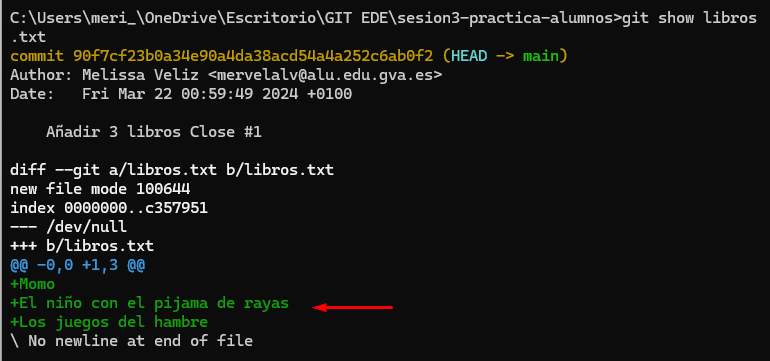 C:\Users\meri_\OneDrive\Escritorio\GIT EDE\sesion3-practica-alumnos>git show libros
.txt
commit 90f7cf23b0a34e90a4da38acd54a4a252c6ab0f2 (HEAD -> main)
Author: Melissa Veliz <mervelalv@alu.edu.gva.es>
Date:   Fri Mar 22 00:59:49 2024 +0100

    Añadir 3 libros Close #1

diff --git a/libros.txt b/libros.txt
new file mode 100644
index 0000000..c357951
--- /dev/null
+++ b/libros.txt
@@ -0,0 +1,3 @@
+Momo
+El niño con el pijama de rayas
+Los juegos del hambre
\ No newline at end of file